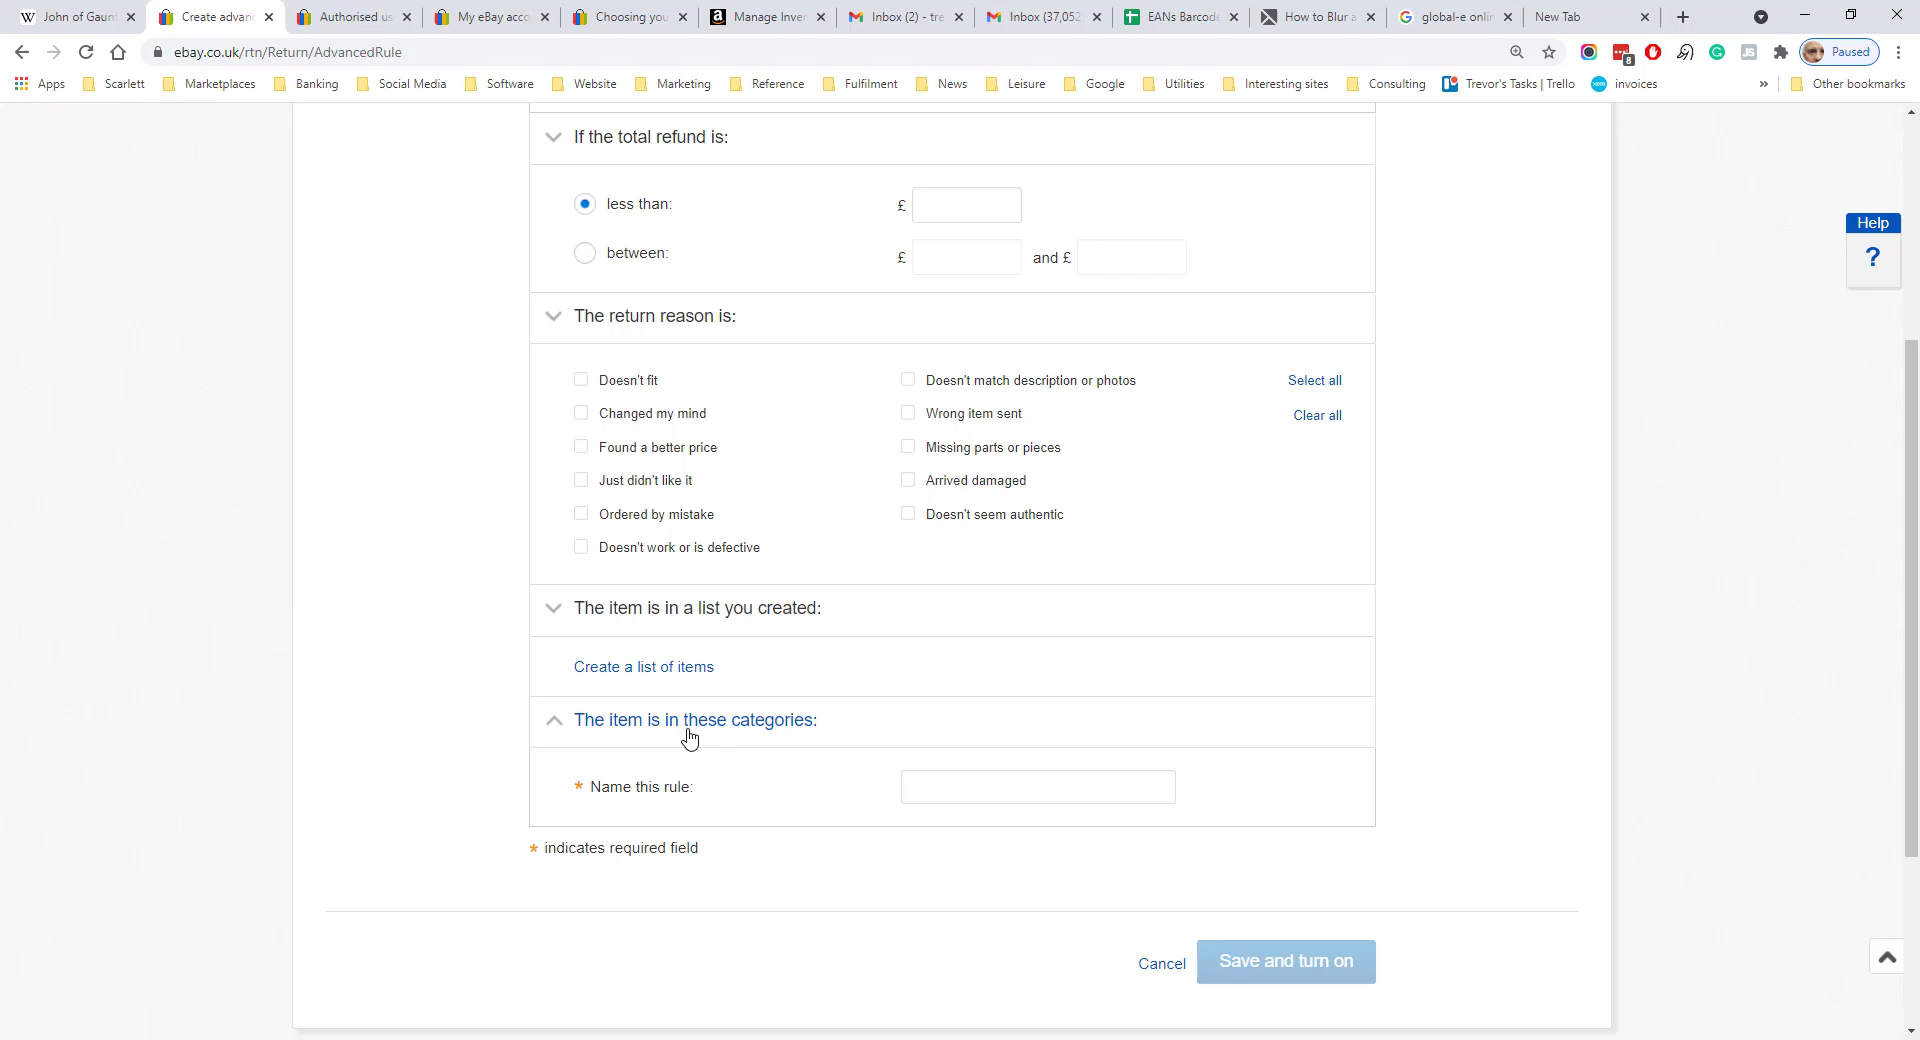 John of Gaunt
Create advanc
Authorised us
My eBay acco
Choosing you
Manage Inven
Inbox (2) - tre
Inbox (37,052
EANs Barcode
How to Blur a
global-e onlin
New Tab
ebay.co.uk/rtn/Return/AdvancedRule
8
JS
Paused
Apps
Scarlett
Marketplaces
Banking
Social Media
Software
Website
Marketing
Reference
Fulfilment
News
Leisure
Google
Utilities
Interesting sites
Consulting
Trevor's Tasks | Trello
invoices
»
Other bookmarks
If the total refund is:
less than: £
between: £ and £
Help
?
The return reason is:
Doesn't fit Doesn't match description or photos Select all
Changed my mind Wrong item sent Clear all
Found a better price Missing parts or pieces
Just didn't like it Arrived damaged
Ordered by mistake Doesn't seem authentic
Doesn't work or is defective
The item is in a list you created:
Create a list of items
The item is in these categories:
* Name this rule:
* indicates required field
Cancel Save and turn on